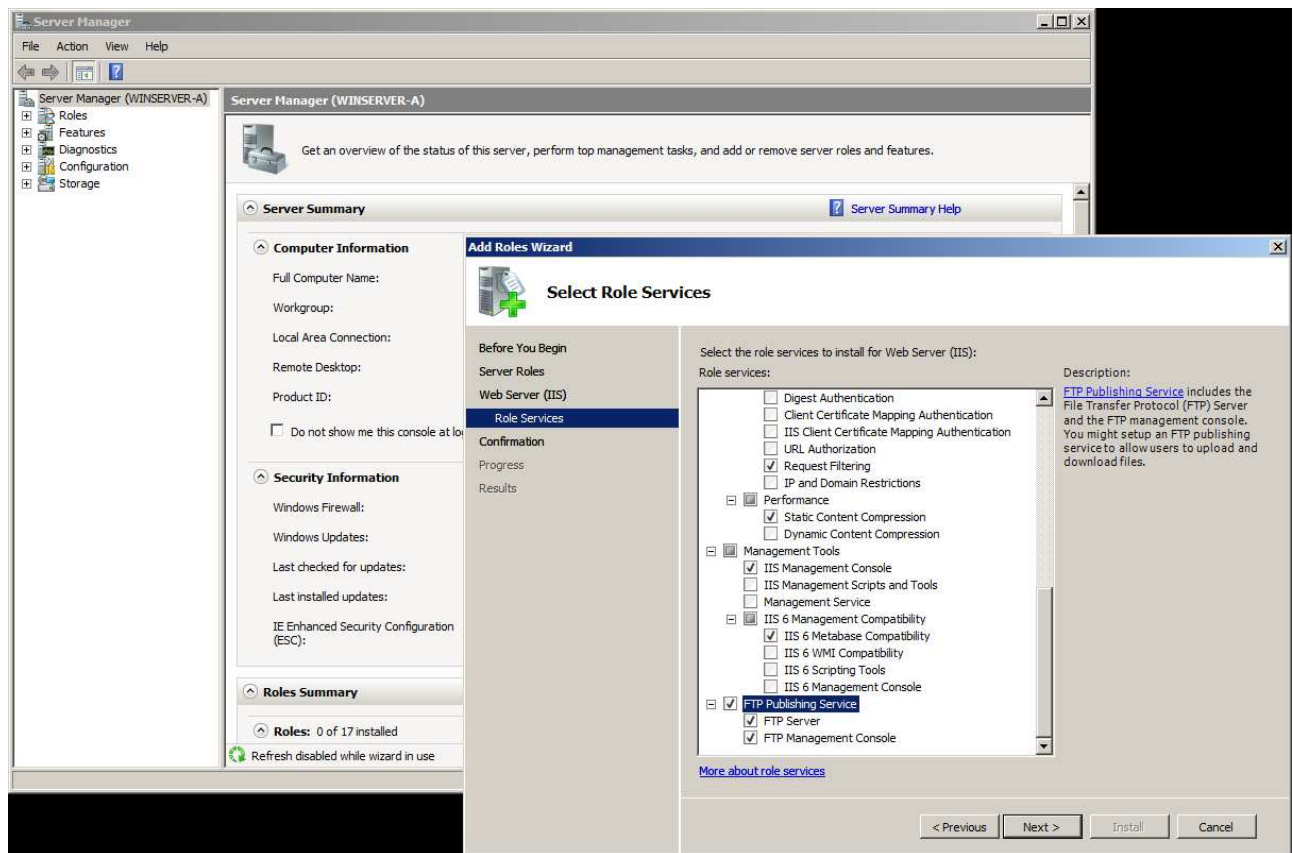 Server Manager
File Action View Help
Server Manager (WINSERVER-A)
Roles
Features
Diagnostics
Configuration
Storage
Server Manager (WINSERVER-A)
Get an overview of the status of this server, perform top management tasks, and add or remove server roles and features.
Server Summary
Server Summary Help
Computer Information
Full Computer Name:
Workgroup:
Local Area Connection:
Remote Desktop:
Product ID:
Do not show me this console at lo
Security Information
Windows Firewall:
Windows Updates:
Last checked for updates:
Last installed updates:
IE Enhanced Security Configuration
(ESC):
Roles Summary
Roles: 0 of 17 installed
Refresh disabled while wizard in use
Add Roles Wizard
Select Role Services
Before You Begin
Server Roles
Web Server (IIS)
Role Services
Confirmation
Progress
Results
Select the role services to install for Web Server (IIS):
Role services:
Digest Authentication
Client Certificate Mapping Authentication
IIS Client Certificate Mapping Authentication
URL Authorization
Request Filtering
IP and Domain Restrictions
Performance
Static Content Compression
Dynamic Content Compression
Management Tools
IIS Management Console
IIS Management Scripts and Tools
Management Service
IIS 6 Management Compatibility
IIS 6 Metabase Compatibility
IIS 6 WMI Compatibility
IIS 6 Scripting Tools
IIS 6 Management Console
FTP Publishing Service
FTP Server
FTP Management Console
More about role services
Description:
FTP Publishing Service includes the
File Transfer Protocol (FTP) Server
and the FTP management console.
You might setup an FTP publishing
service to allow users to upload and
download files.
< Previous
Next >
Install
Cancel